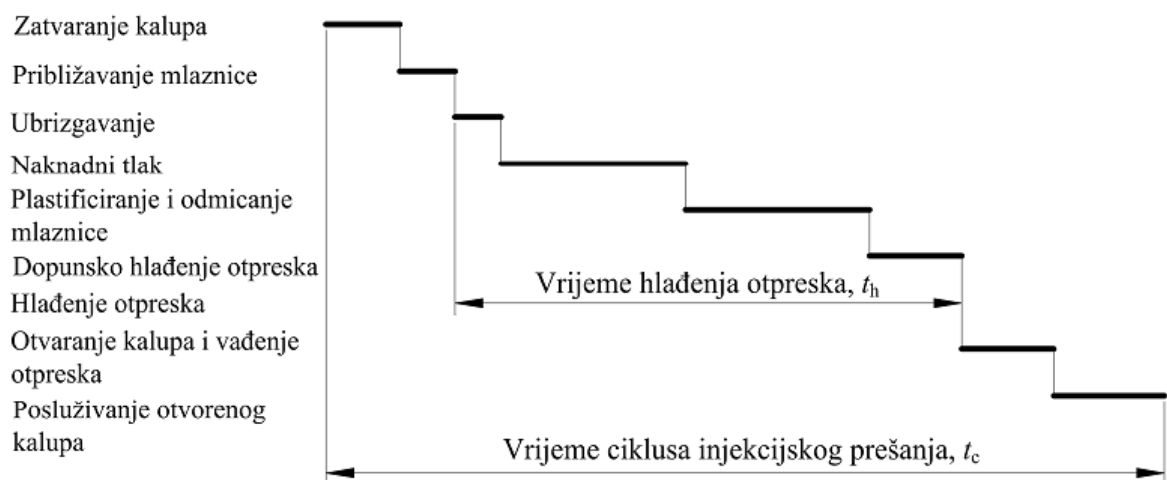 Zatvaranje kalupa
Približavanje mlaznice
Ubrizgavanje
Naknadni tlak
Plastificiranje i odmicanje
mlaznice
Dopunsko hlađenje otpreska
Hlađenje otpreska
Otvaranje kalupa i vađenje
otpreska
Posluživanje otvorenog
kalupa
Vrijeme hlađenja otpreska, th
Vrijeme ciklusa injekcijskog prešanja, tc